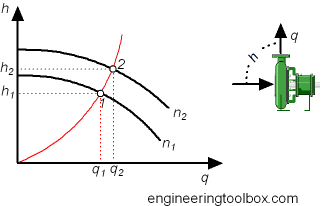 h
q
h
h₂
2
h₁
1
n₂
n₁
q₁ q₂
q
engineeringtoolbox.com